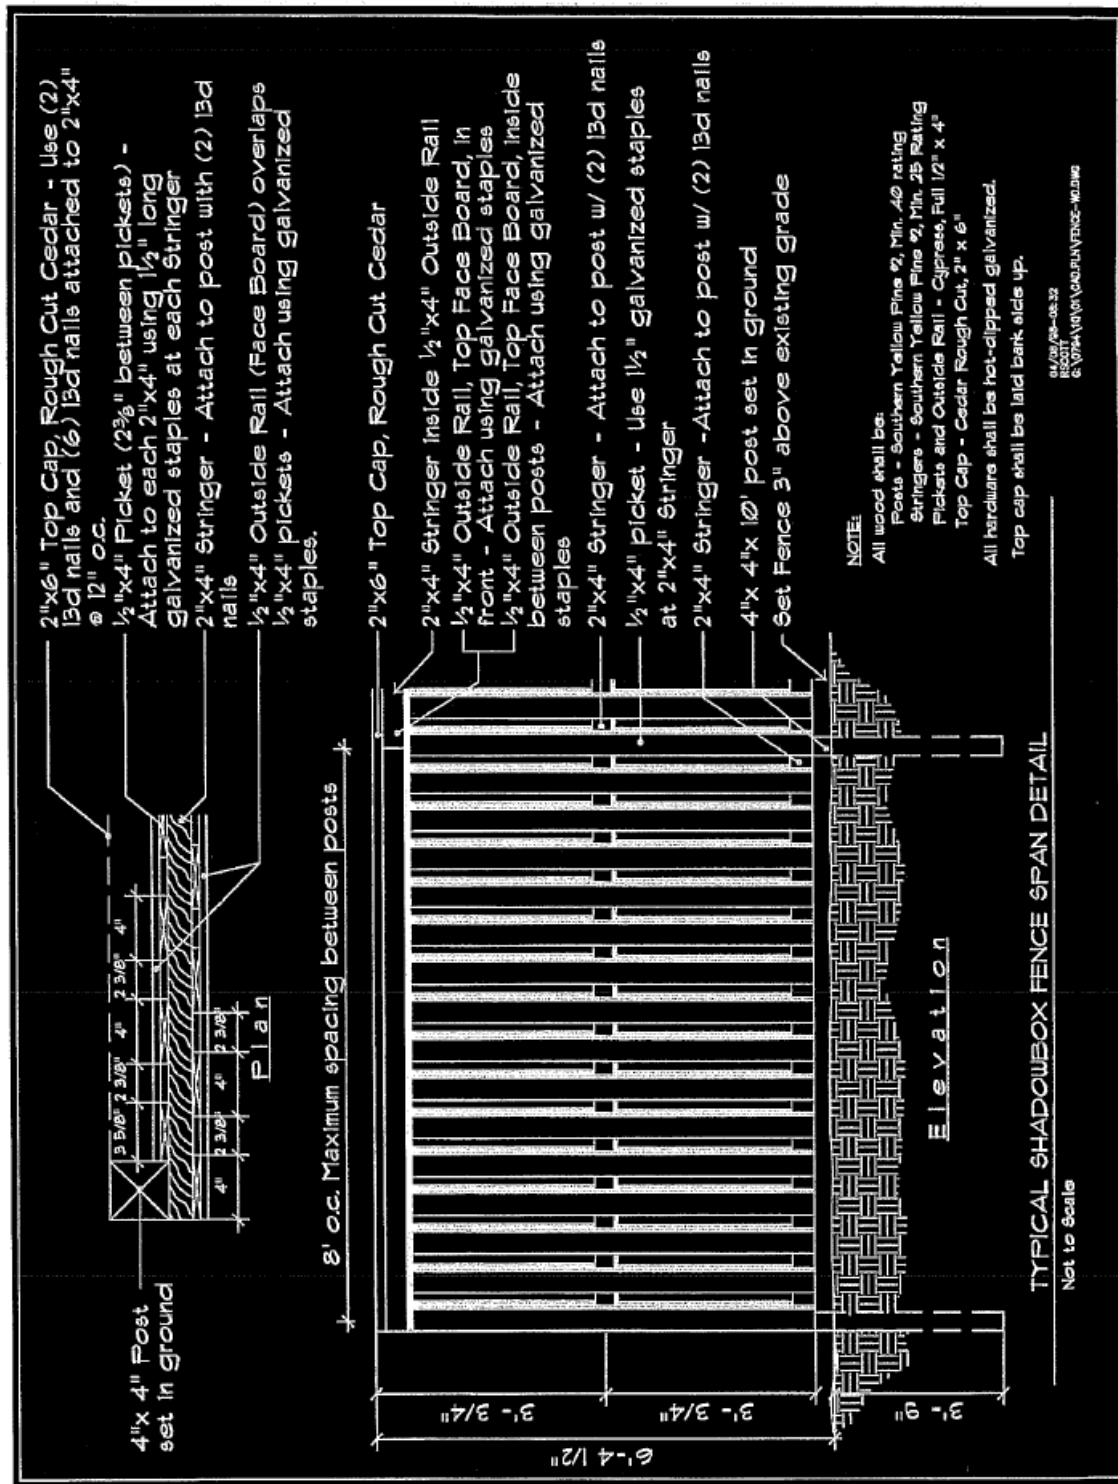 2"x6" Top Cap, Rough Cut Cedar - Use (2)
13d nails and (6) 13d nails attached to 2"x4"
@ 12" o.c.
1/2"x4" Picket (2 3/8" between pickets) -
Attach to each 2"x4" using 1 1/2" long
galvanized staples at each Stringer
2"x4" Stringer - Attach to post with (2) 13d
nails
1/2"x4" Outside Rail (Face Board) overlaps
1/2"x4" pickets - Attach using galvanized
staples.
4"x 4" Post
set in ground
3 5/8"
2 3/8"
4"
2 3/8"
4"
4"
2 3/8"
4"
2 3/8"
Plan
8' o.c. Maximum spacing between posts
2"x6" Top Cap, Rough Cut Cedar
2"x4" Stringer Inside 1/2"x4" Outside Rail
1/2"x4" Outside Rail, Top Face Board, in
front - Attach using galvanized staples
1/2"x4" Outside Rail, Top Face Board, Inside
between posts - Attach using galvanized
staples
2"x4" Stringer - Attach to post w/ (2) 13d nails
1/2"x4" picket - Use 1 1/2" galvanized staples
at 2"x4" Stringer
2"x4" Stringer -Attach to post w/ (2) 13d nails
4"x 4"x 10' post set in ground
Set Fence 3" above existing grade
3'- 3/4"
3'- 3/4"
6'-4 1/2"
3'- 9"
Elevation
NOTE:
All wood shall be:
Posts - Southern Yellow Pine #2, Min. .40 rating
Stringers - Southern Yellow Pine #2, Min. .25 Rating
Pickets and Outside Rail - Cypress, Full 1/2" x 4"
Top Cap - Cedar Rough Cut, 2" x 6"
All hardware shall be hot-dipped galvanized.
Top cap shall be laid bark side up.
TYPICAL SHADOWBOX FENCE SPAN DETAIL
Not to Scale
RSCOTT